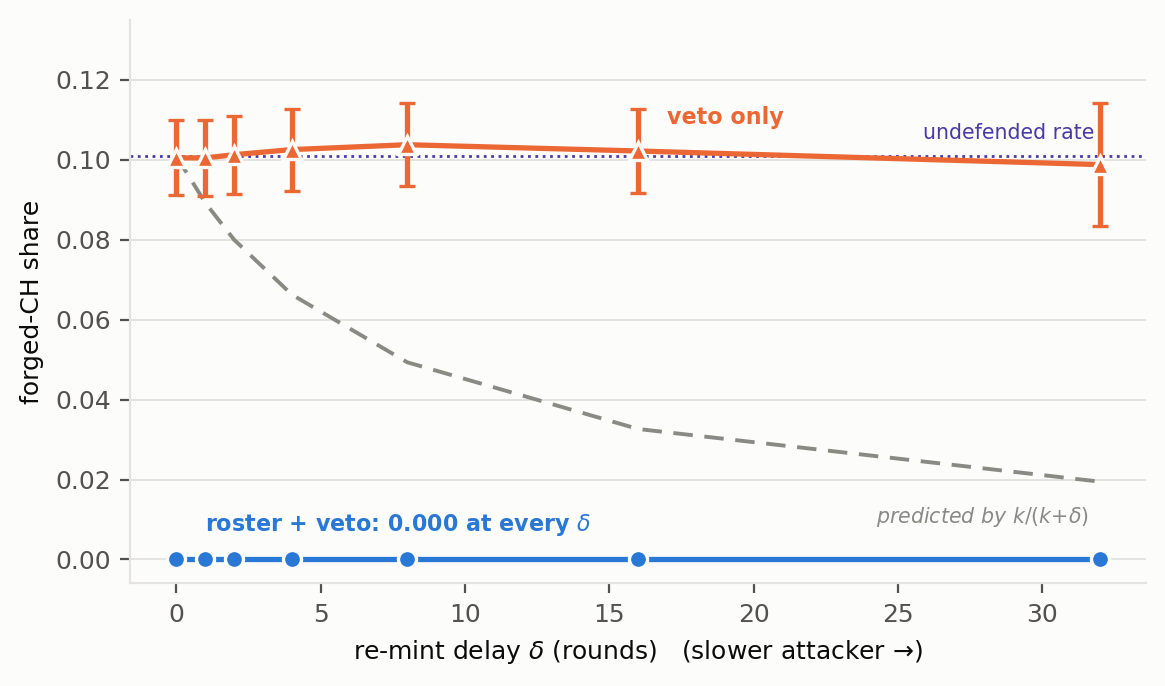 0.12
0.10
0.08
0.06
0.04
0.02
0.00
forged-CH share
veto only
undefended rate
roster + veto: 0.000 at every δ
predicted by k/(k+δ)
0 5 10 15 20 25 30
re-mint delay δ (rounds) (slower attacker →)